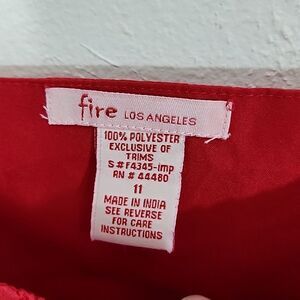 fire LOS ANGELES
100% POLYESTER
EXCLUSIVE OF
TRIMS
S #F4345-imp
RN # 44480
11
MADE IN INDIA
SEE REVERSE
FOR CARE
INSTRUCTIONS